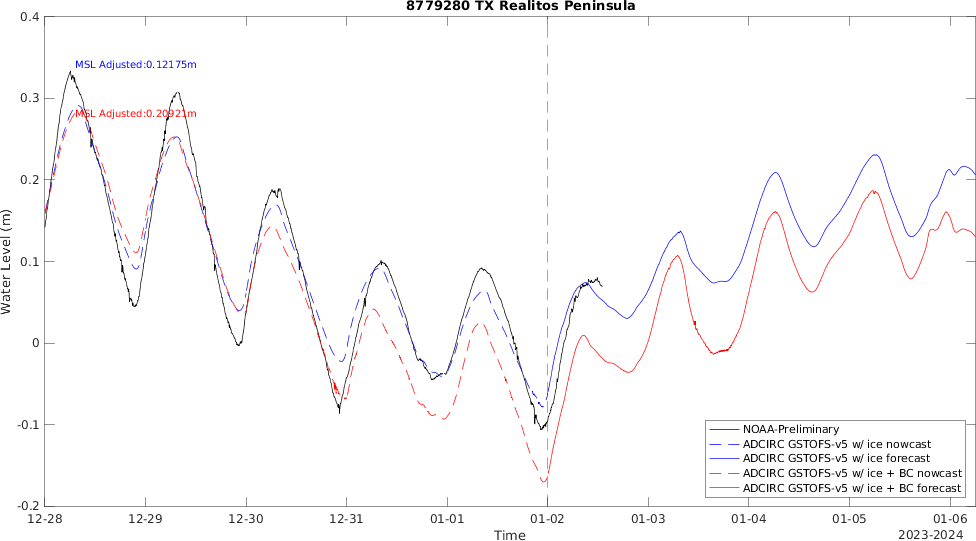 8779280 TX Realitos Peninsula
0.4
MSL Adjusted:0.12175m
0.3
MSL Adjusted:0.20921m
0.2
0.1
0
-0.1
-0.2
Water Level (m)
NOAA-Preliminary
ADCIRC GSTOFS-v5 w/ ice nowcast
ADCIRC GSTOFS-v5 w/ ice forecast
ADCIRC GSTOFS-v5 w/ ice + BC nowcast
ADCIRC GSTOFS-v5 w/ ice + BC forecast
12-28 12-29 12-30 12-31 01-01 01-02 01-03 01-04 01-05 01-06
Time
2023-2024